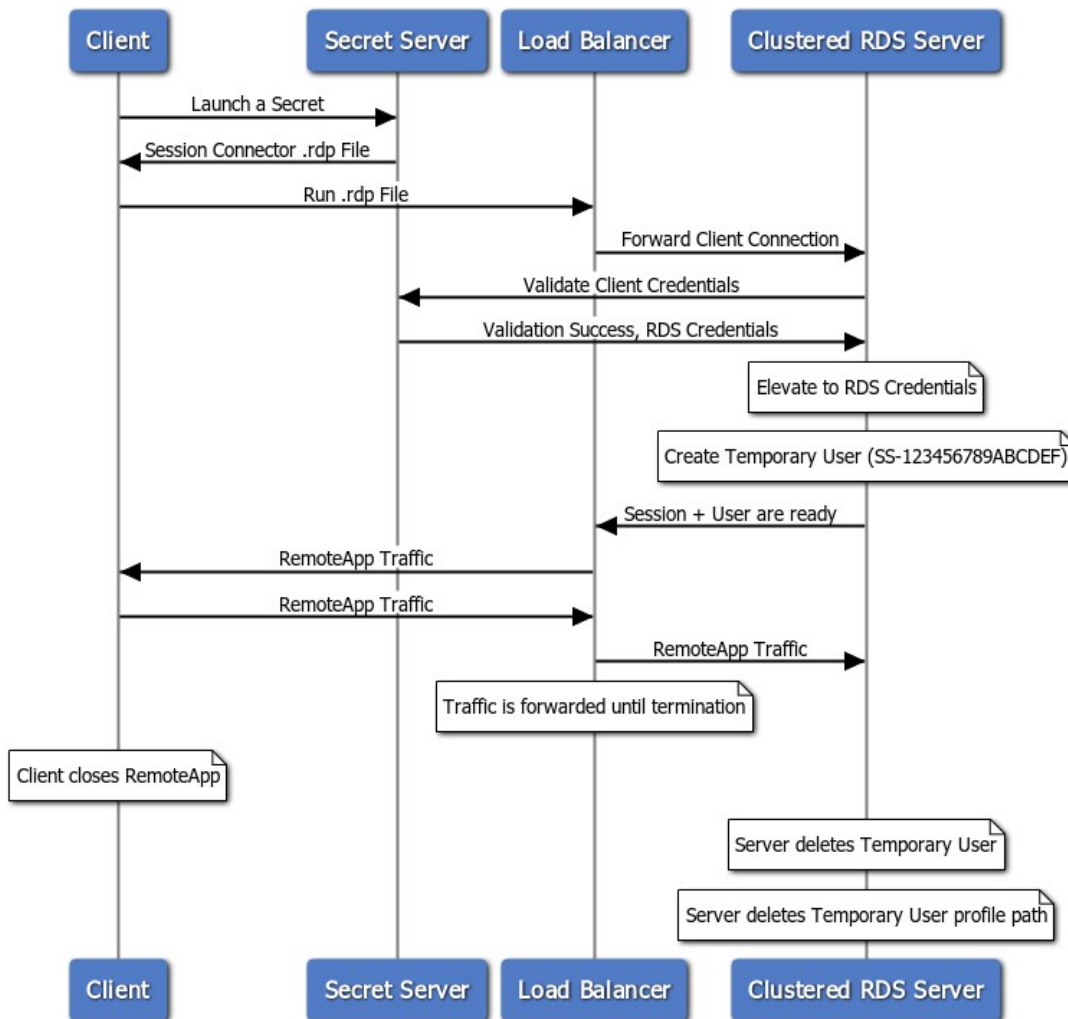 Client
Secret Server
Load Balancer
Clustered RDS Server
Launch a Secret
Session Connector .rdp File
Run .rdp File
Forward Client Connection
Validate Client Credentials
Validation Success, RDS Credentials
Elevate to RDS Credentials
Create Temporary User (SS-123456789ABCDEF)
Session + User are ready
RemoteApp Traffic
RemoteApp Traffic
RemoteApp Traffic
Traffic is forwarded until termination
Client closes RemoteApp
Server deletes Temporary User
Server deletes Temporary User profile path
Client
Secret Server
Load Balancer
Clustered RDS Server